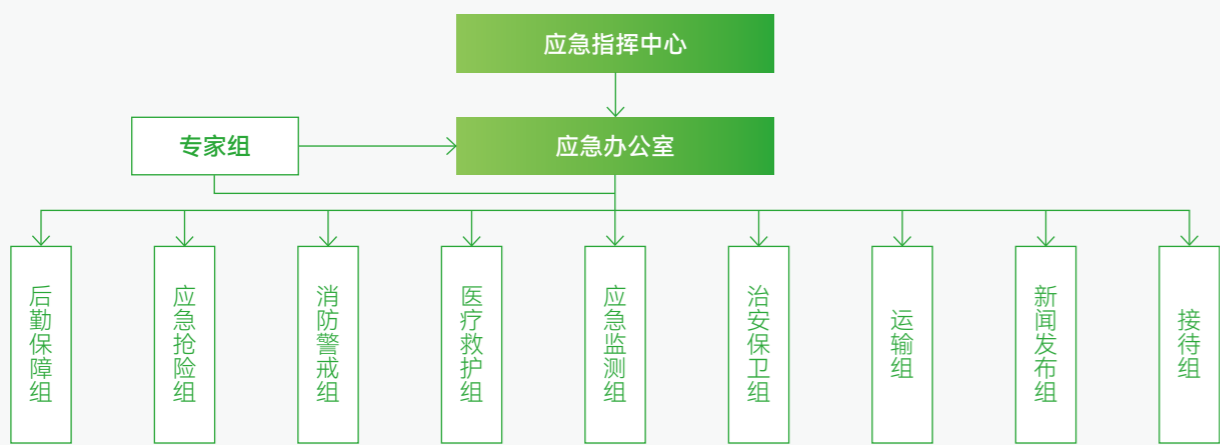 应急指挥中心
专家组
应急办公室
后勤保障组
应急抢险组
消防警戒组
医疗救护组
应急监测组
治安保卫组
运输组
新闻发布组
接待组